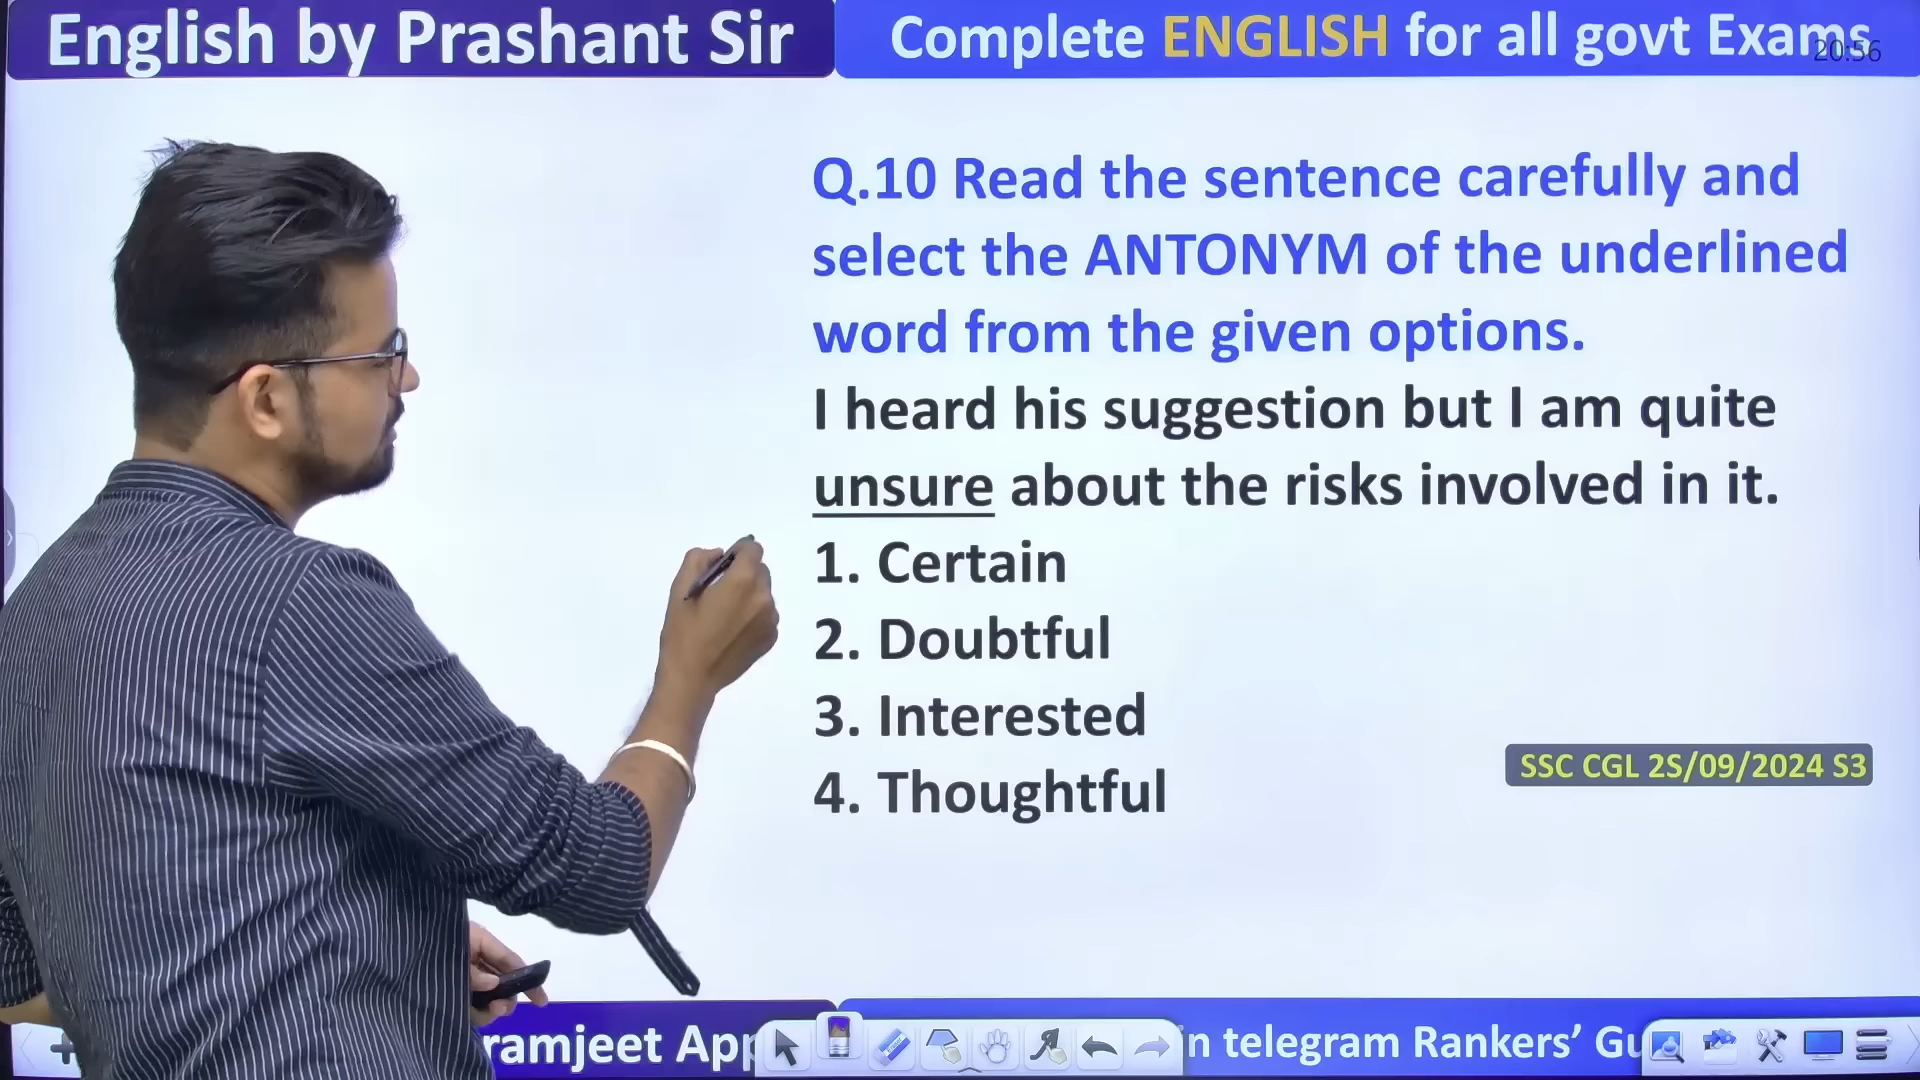 English by Prashant Sir
Complete ENGLISH for all govt Exams
20:56
Q.10 Read the sentence carefully and
select the ANTONYM of the underlined
word from the given options.
I heard his suggestion but I am quite
unsure about the risks involved in it.
1. Certain
2. Doubtful
3. Interested
4. Thoughtful
SSC CGL 2S/09/2024 S3
ramjeet App
in telegram Rankers’ Gu